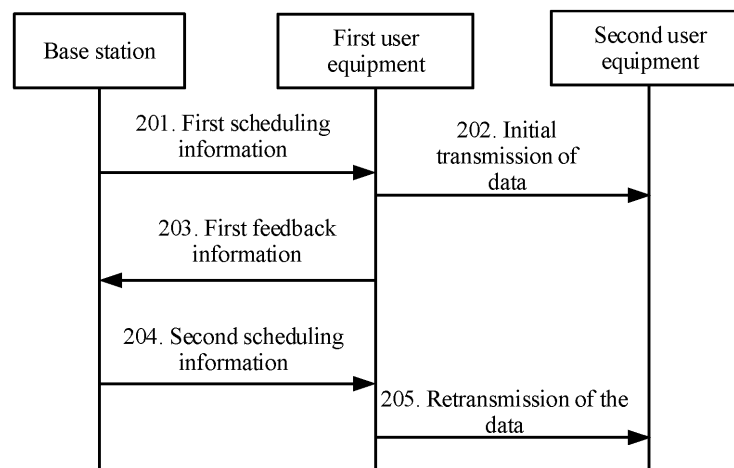 Base station
First user
equipment
Second user
equipment
201. First scheduling
information
202. Initial
transmission of
data
203. First feedback
information
204. Second scheduling
information
205. Retransmission of the
data